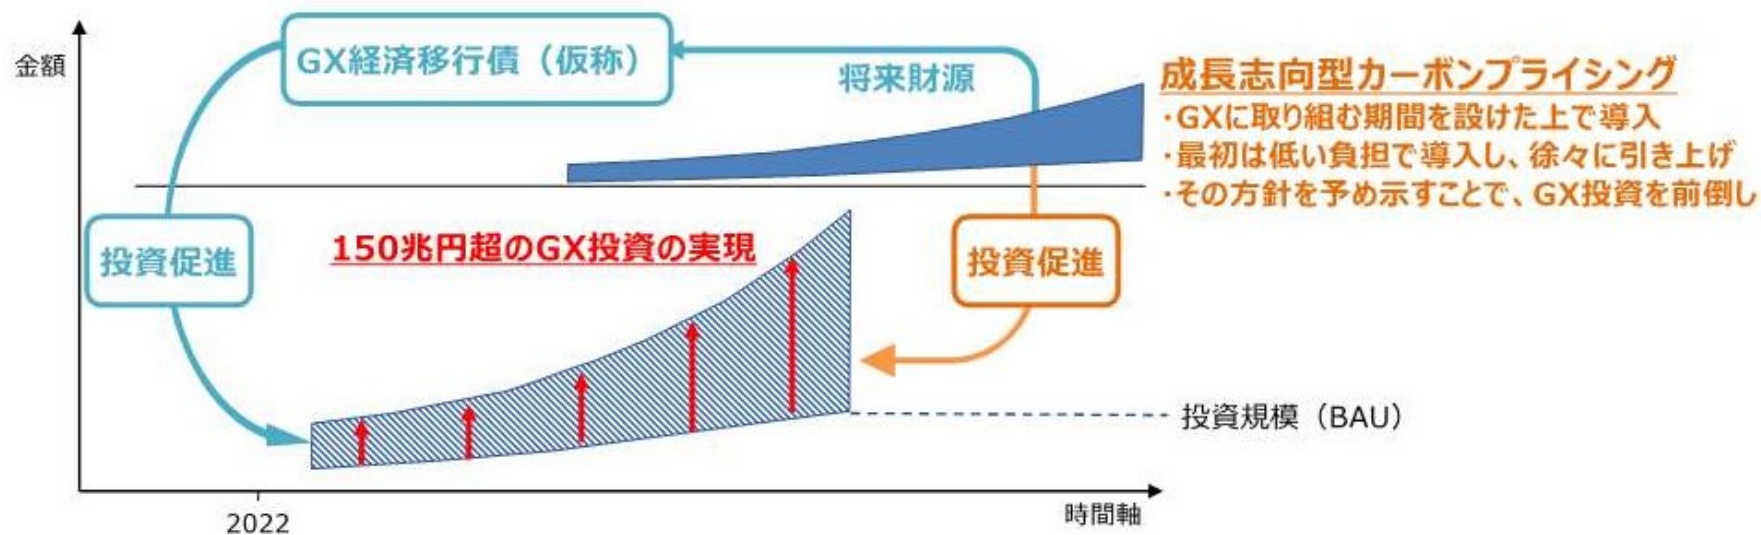 金額
GX経済移行債（仮称）
将来財源
成長志向型カーボンプライシング
・GXに取り組む期間を設けた上で導入
・最初は低い負担で導入し、徐々に引き上げ
・その方針を予め示すことで、GX投資を前倒し
投資促進
150兆円超のGX投資の実現
投資促進
投資規模（BAU）
2022
時間軸